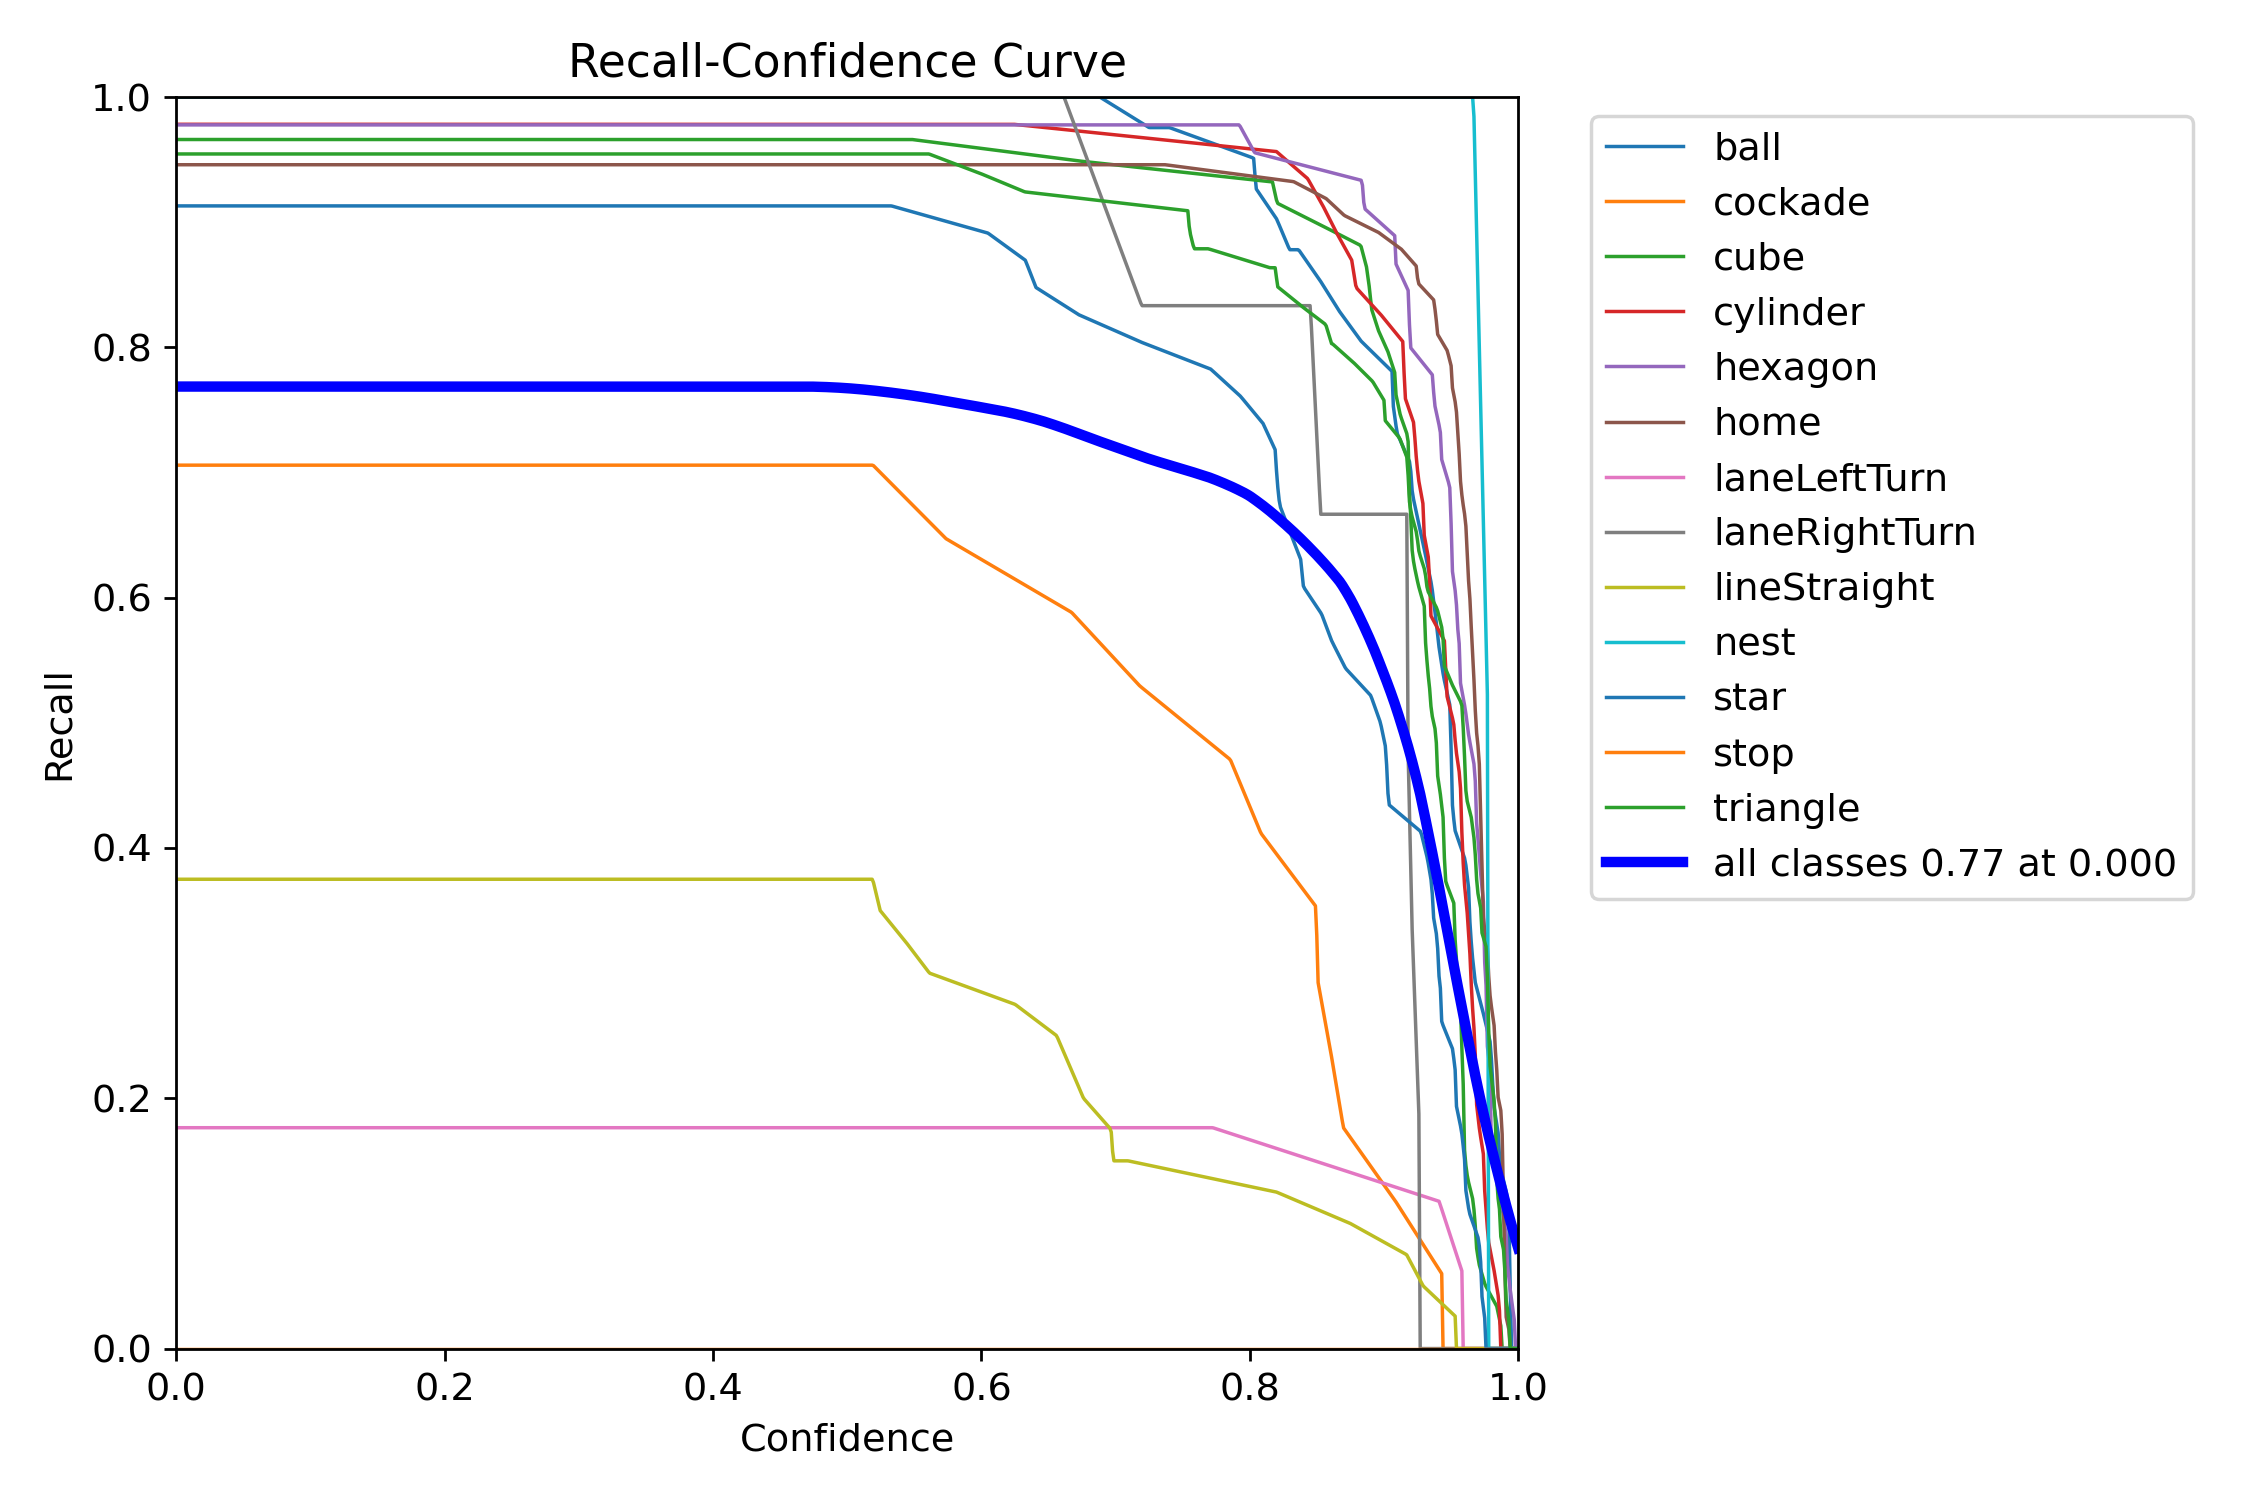 Recall-Confidence Curve
1.0
0.8
0.6
0.4
0.2
0.0
Recall
0.0 0.2 0.4 0.6 0.8 1.0
Confidence
ball
cockade
cube
cylinder
hexagon
home
laneLeftTurn
laneRightTurn
lineStraight
nest
star
stop
triangle
all classes 0.77 at 0.000